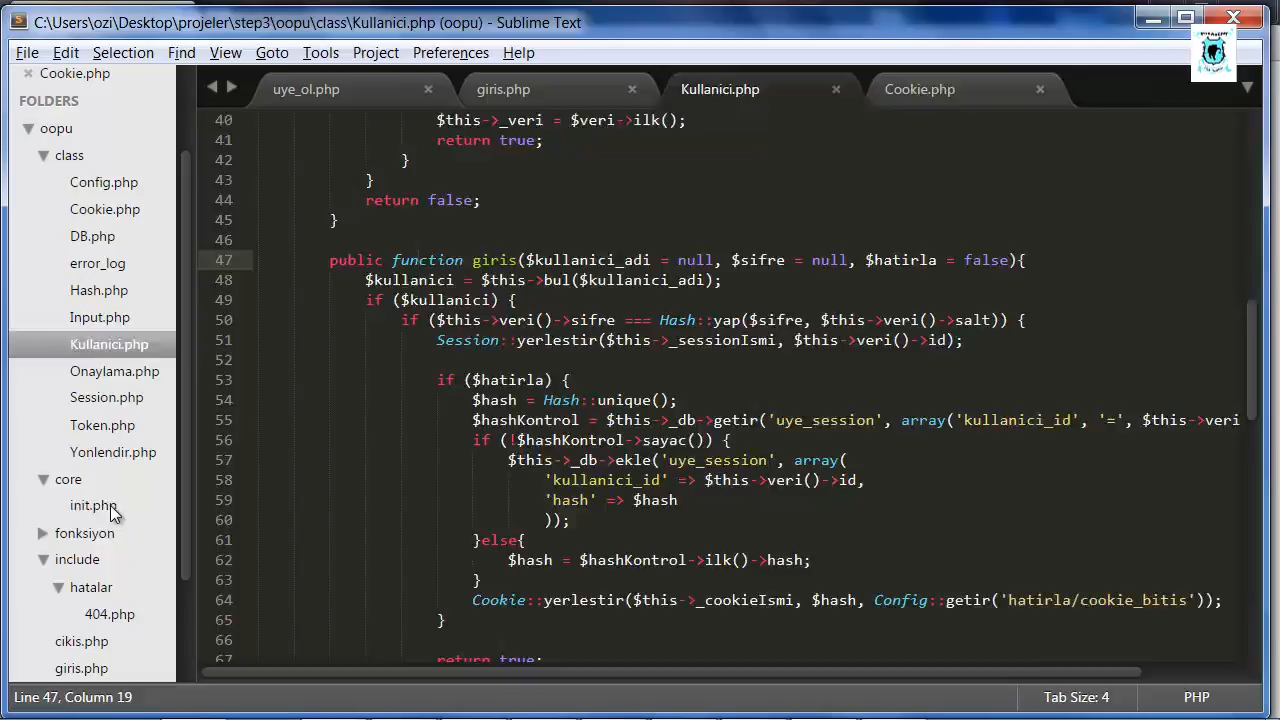 C:\Users\ozi\Desktop\projeler\step3\oopu\class\Kullanici.php (oopu) - Sublime Text
File Edit Selection Find View Goto Tools Project Preferences Help
Cookie.php
FOLDERS
oopu
class
Config.php
Cookie.php
DB.php
error_log
Hash.php
Input.php
Kullanici.php
Onaylama.php
Session.php
Token.php
Yonlendir.php
core
init.php
fonksiyon
include
hatalar
404.php
cikis.php
giris.php
uye_ol.php giris.php Kullanici.php Cookie.php
40 $this->_veri = $veri->ilk();
41 return true;
42 }
43 }
44 return false;
45 }
46
47 public function giris($kullanici_adi = null, $sifre = null, $hatirla = false){
48 $kullanici = $this->bul($kullanici_adi);
49 if ($kullanici) {
50 if ($this->veri()->sifre === Hash::yap($sifre, $this->veri()->salt)) {
51 Session::yerlestir($this->_sessionIsmi, $this->veri()->id);
52
53 if ($hatirla) {
54 $hash = Hash::unique();
55 $hashKontrol = $this->_db->getir('uye_session', array('kullanici_id', '=', $this->veri
56 if (!$hashKontrol->sayac()) {
57 $this->_db->ekle('uye_session', array(
58 'kullanici_id' => $this->veri()->id,
59 'hash' => $hash
60 ));
61 }else{
62 $hash = $hashKontrol->ilk()->hash;
63 }
64 Cookie::yerlestir($this->_cookieIsmi, $hash, Config::getir('hatirla/cookie_bitis'));
65 }
66
67 return true;
Line 47, Column 19 Tab Size: 4 PHP